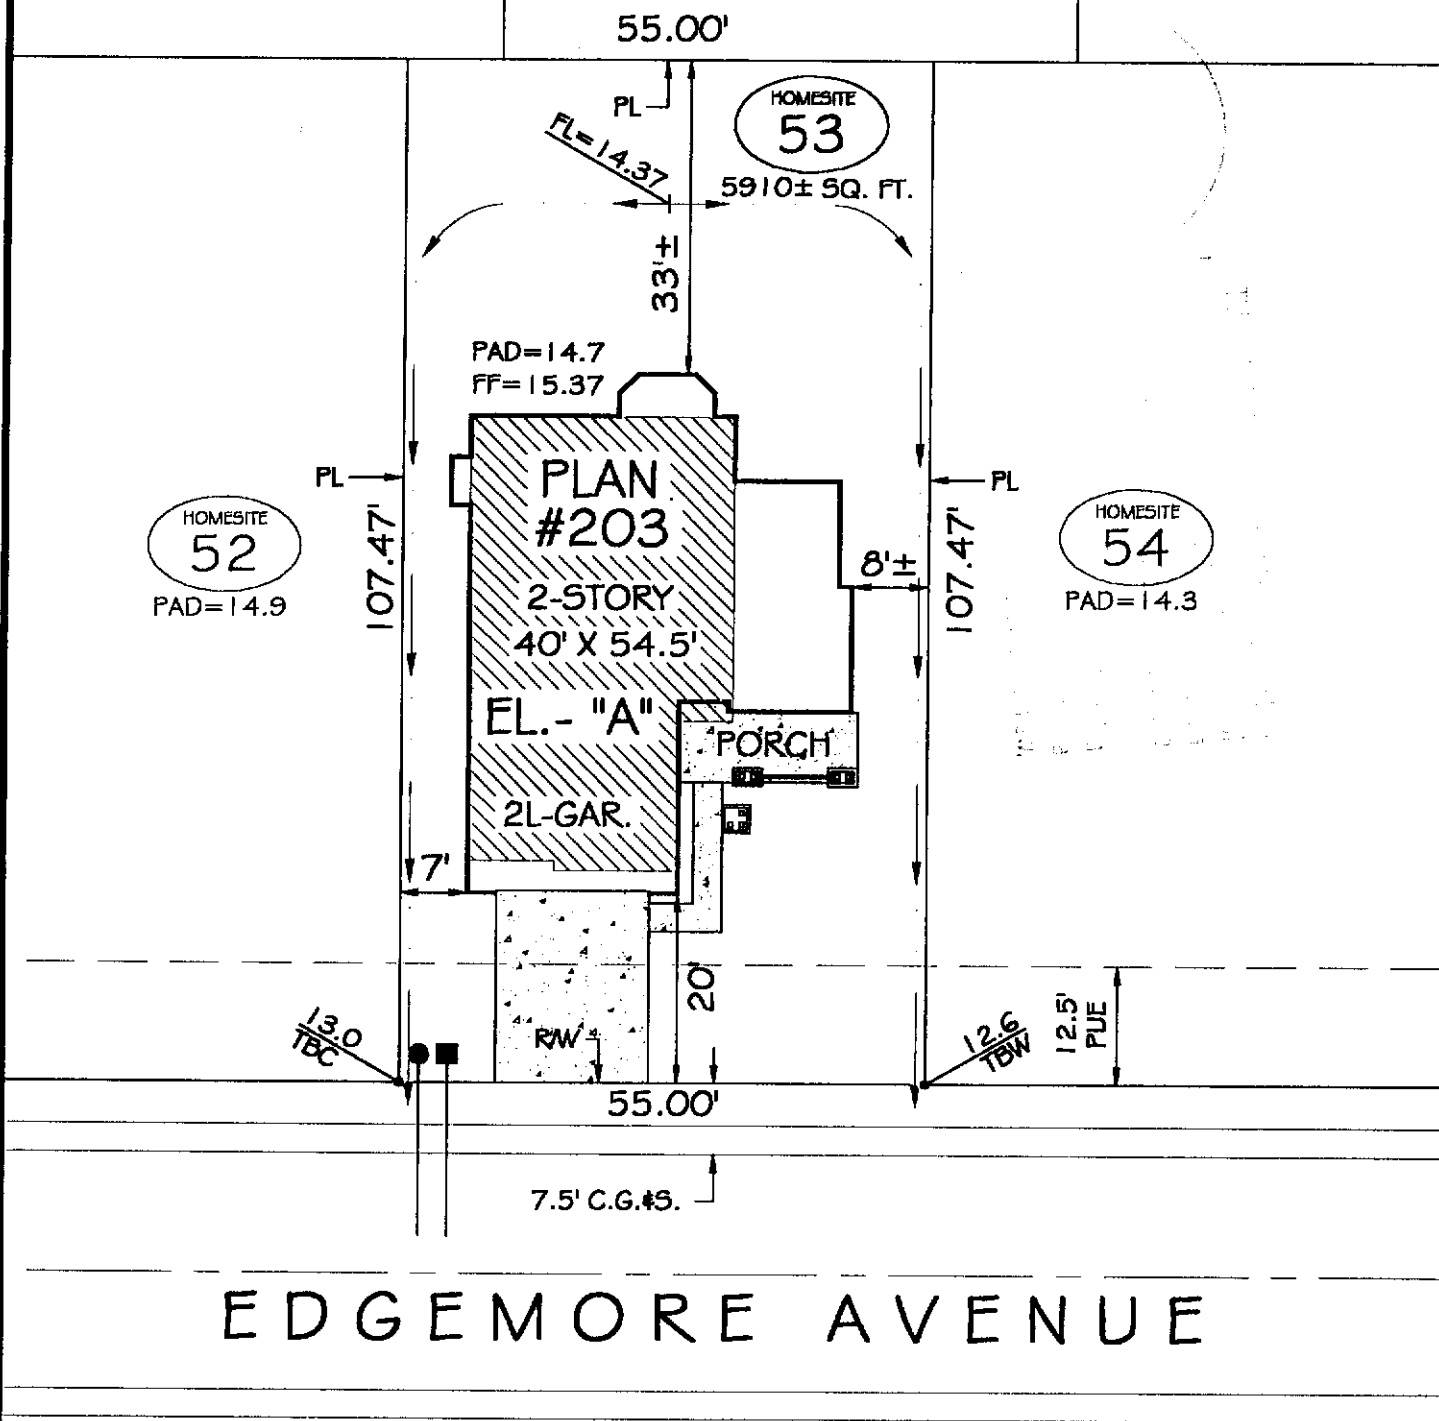 55.00'
PL
HOMESITE
53
5910± SQ. FT.
FL=14.37
33'±
PAD=14.7
FF=15.37
PL
PL
HOMESITE
52
PAD=14.9
107.47'
PLAN
#203
2-STORY
40' X 54.5'
EL.- "A"
8'±
107.47'
HOMESITE
54
PAD=14.3
PORCH
2L-GAR.
7'
20'
R/W
13.0
TBC
12.6
TBW
12.5'
PUE
55.00'
7.5' C.G.&S.
EDGEMORE AVENUE